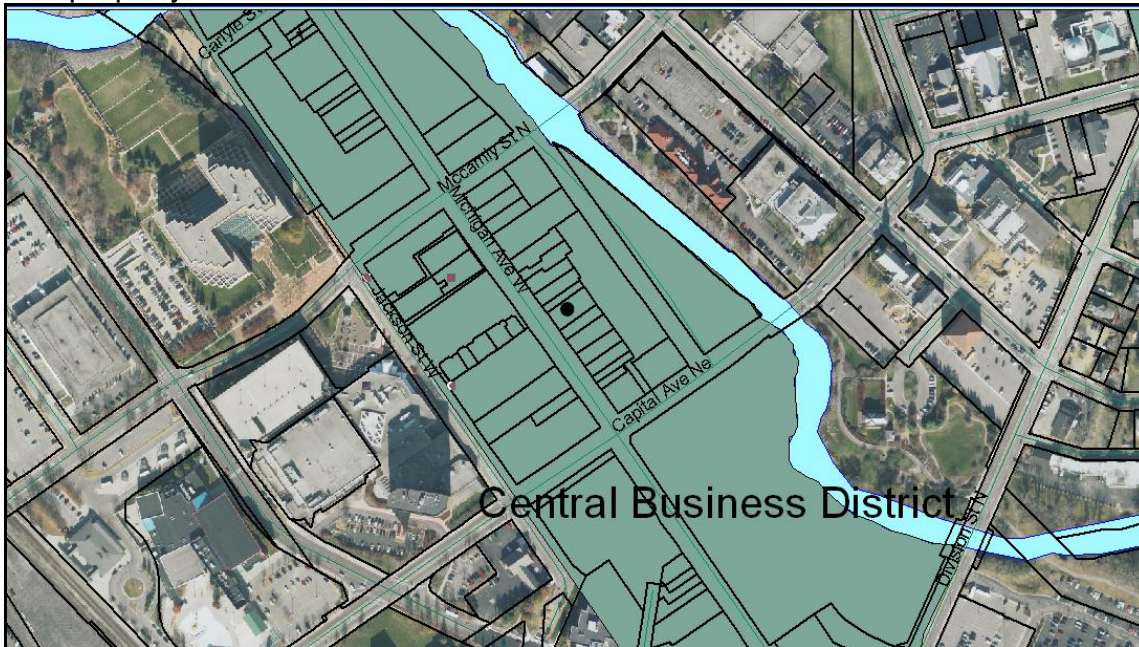 Carlyle St
Mccamly St N
Michigan Ave W
Jackson St W
Capital Ave Ne
Central Business District
Division St N